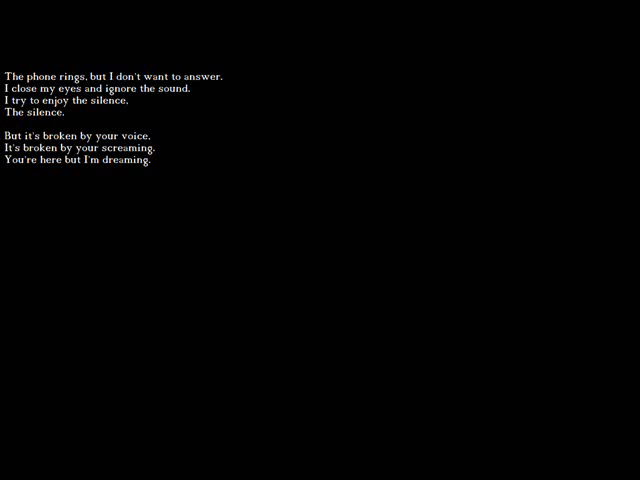 The phone rings, but I don't want to answer.
I close my eyes and ignore the sound.
I try to enjoy the silence,
The silence.
But it's broken by your voice,
It's broken by your screaming.
You're here but I'm dreaming.